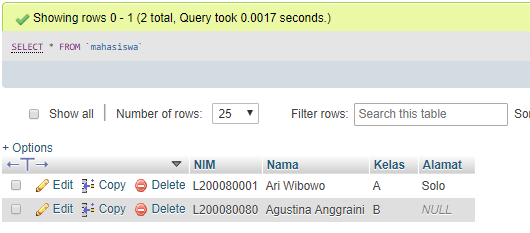 Showing rows 0 - 1 (2 total, Query took 0.0017 seconds.)
SELECT * FROM `mahasiswa`
Show all Number of rows: 25 Filter rows: Search this table Sor
+ Options
NIM Nama Kelas Alamat
Edit Copy Delete L200080001 Ari Wibowo A Solo
Edit Copy Delete L200080080 Agustina Anggraini B NULL